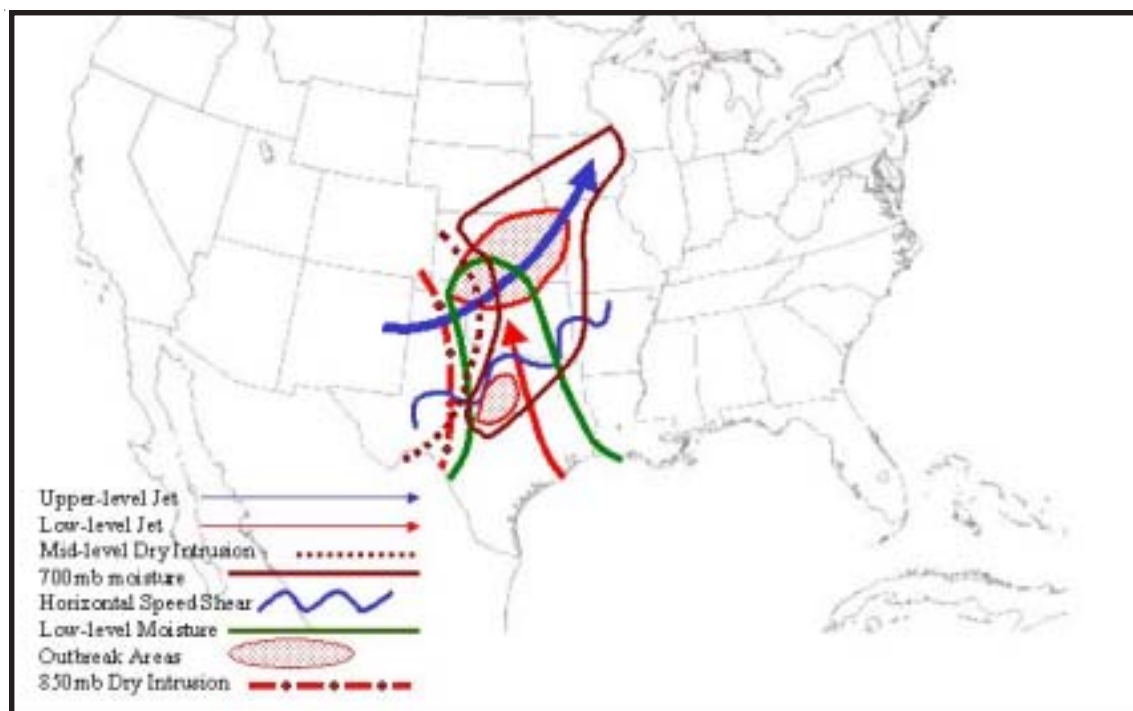 Upper-level Jet
Low-level Jet
Mid-level Dry Intrusion
700mb moisture
Horizontal Speed Shear
Low-level Moisture
Outbreak Areas
850mb Dry Intrusion